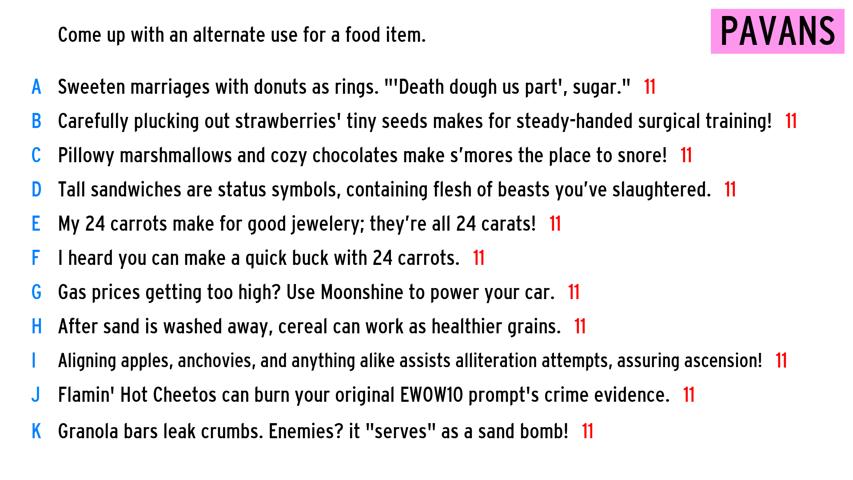 Come up with an alternate use for a food item.
PAVANS
A Sweeten marriages with donuts as rings. "'Death dough us part', sugar." 11
B Carefully plucking out strawberries' tiny seeds makes for steady-handed surgical training! 11
C Pillowy marshmallows and cozy chocolates make s’mores the place to snore! 11
D Tall sandwiches are status symbols, containing flesh of beasts you’ve slaughtered. 11
E My 24 carrots make for good jewelery; they’re all 24 carats! 11
F I heard you can make a quick buck with 24 carrots. 11
G Gas prices getting too high? Use Moonshine to power your car. 11
H After sand is washed away, cereal can work as healthier grains. 11
I Aligning apples, anchovies, and anything alike assists alliteration attempts, assuring ascension! 11
J Flamin' Hot Cheetos can burn your original EWOW10 prompt's crime evidence. 11
K Granola bars leak crumbs. Enemies? it "serves" as a sand bomb! 11